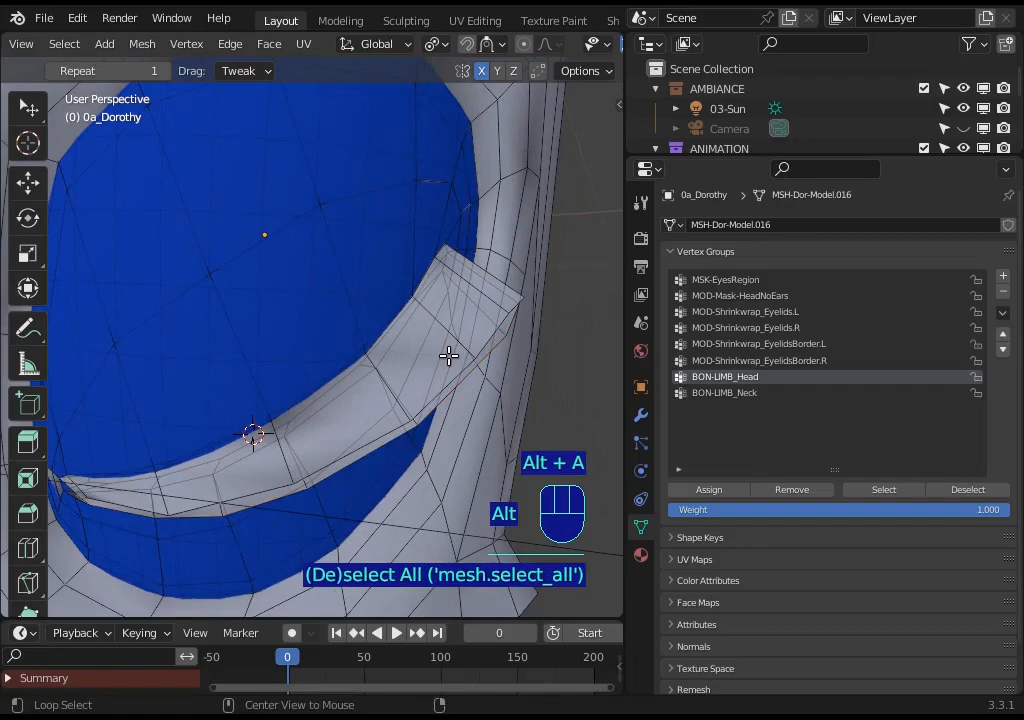 File Edit Render Window Help Layout Modeling Sculpting UV Editing Texture Paint Sh Scene ViewLayer
View Select Add Mesh Vertex Edge Face UV Global
Repeat 1 Drag: Tweak X Y Z Options
User Perspective
(0) 0a_Dorothy
Scene Collection
AMBIANCE
03-Sun
Camera
ANIMATION
0a_Dorothy > MSH-Dor-Model.016
MSH-Dor-Model.016
Vertex Groups
MSK-EyesRegion
MOD-Mask-HeadNoEars
MOD-Shrinkwrap_Eyelids.L
MOD-Shrinkwrap_Eyelids.R
MOD-Shrinkwrap_EyelidsBorder.L
MOD-Shrinkwrap_EyelidsBorder.R
BON-LIMB_Head
BON-LIMB_Neck
Assign Remove Select Deselect
Weight 1.000
Shape Keys
UV Maps
Color Attributes
Face Maps
Attributes
Normals
Texture Space
Remesh
Alt + A
Alt
(De)select All ('mesh.select_all')
Playback Keying View Marker 0 Start
-50 0 50 100 150 200
Summary
Loop Select Center View to Mouse 3.3.1